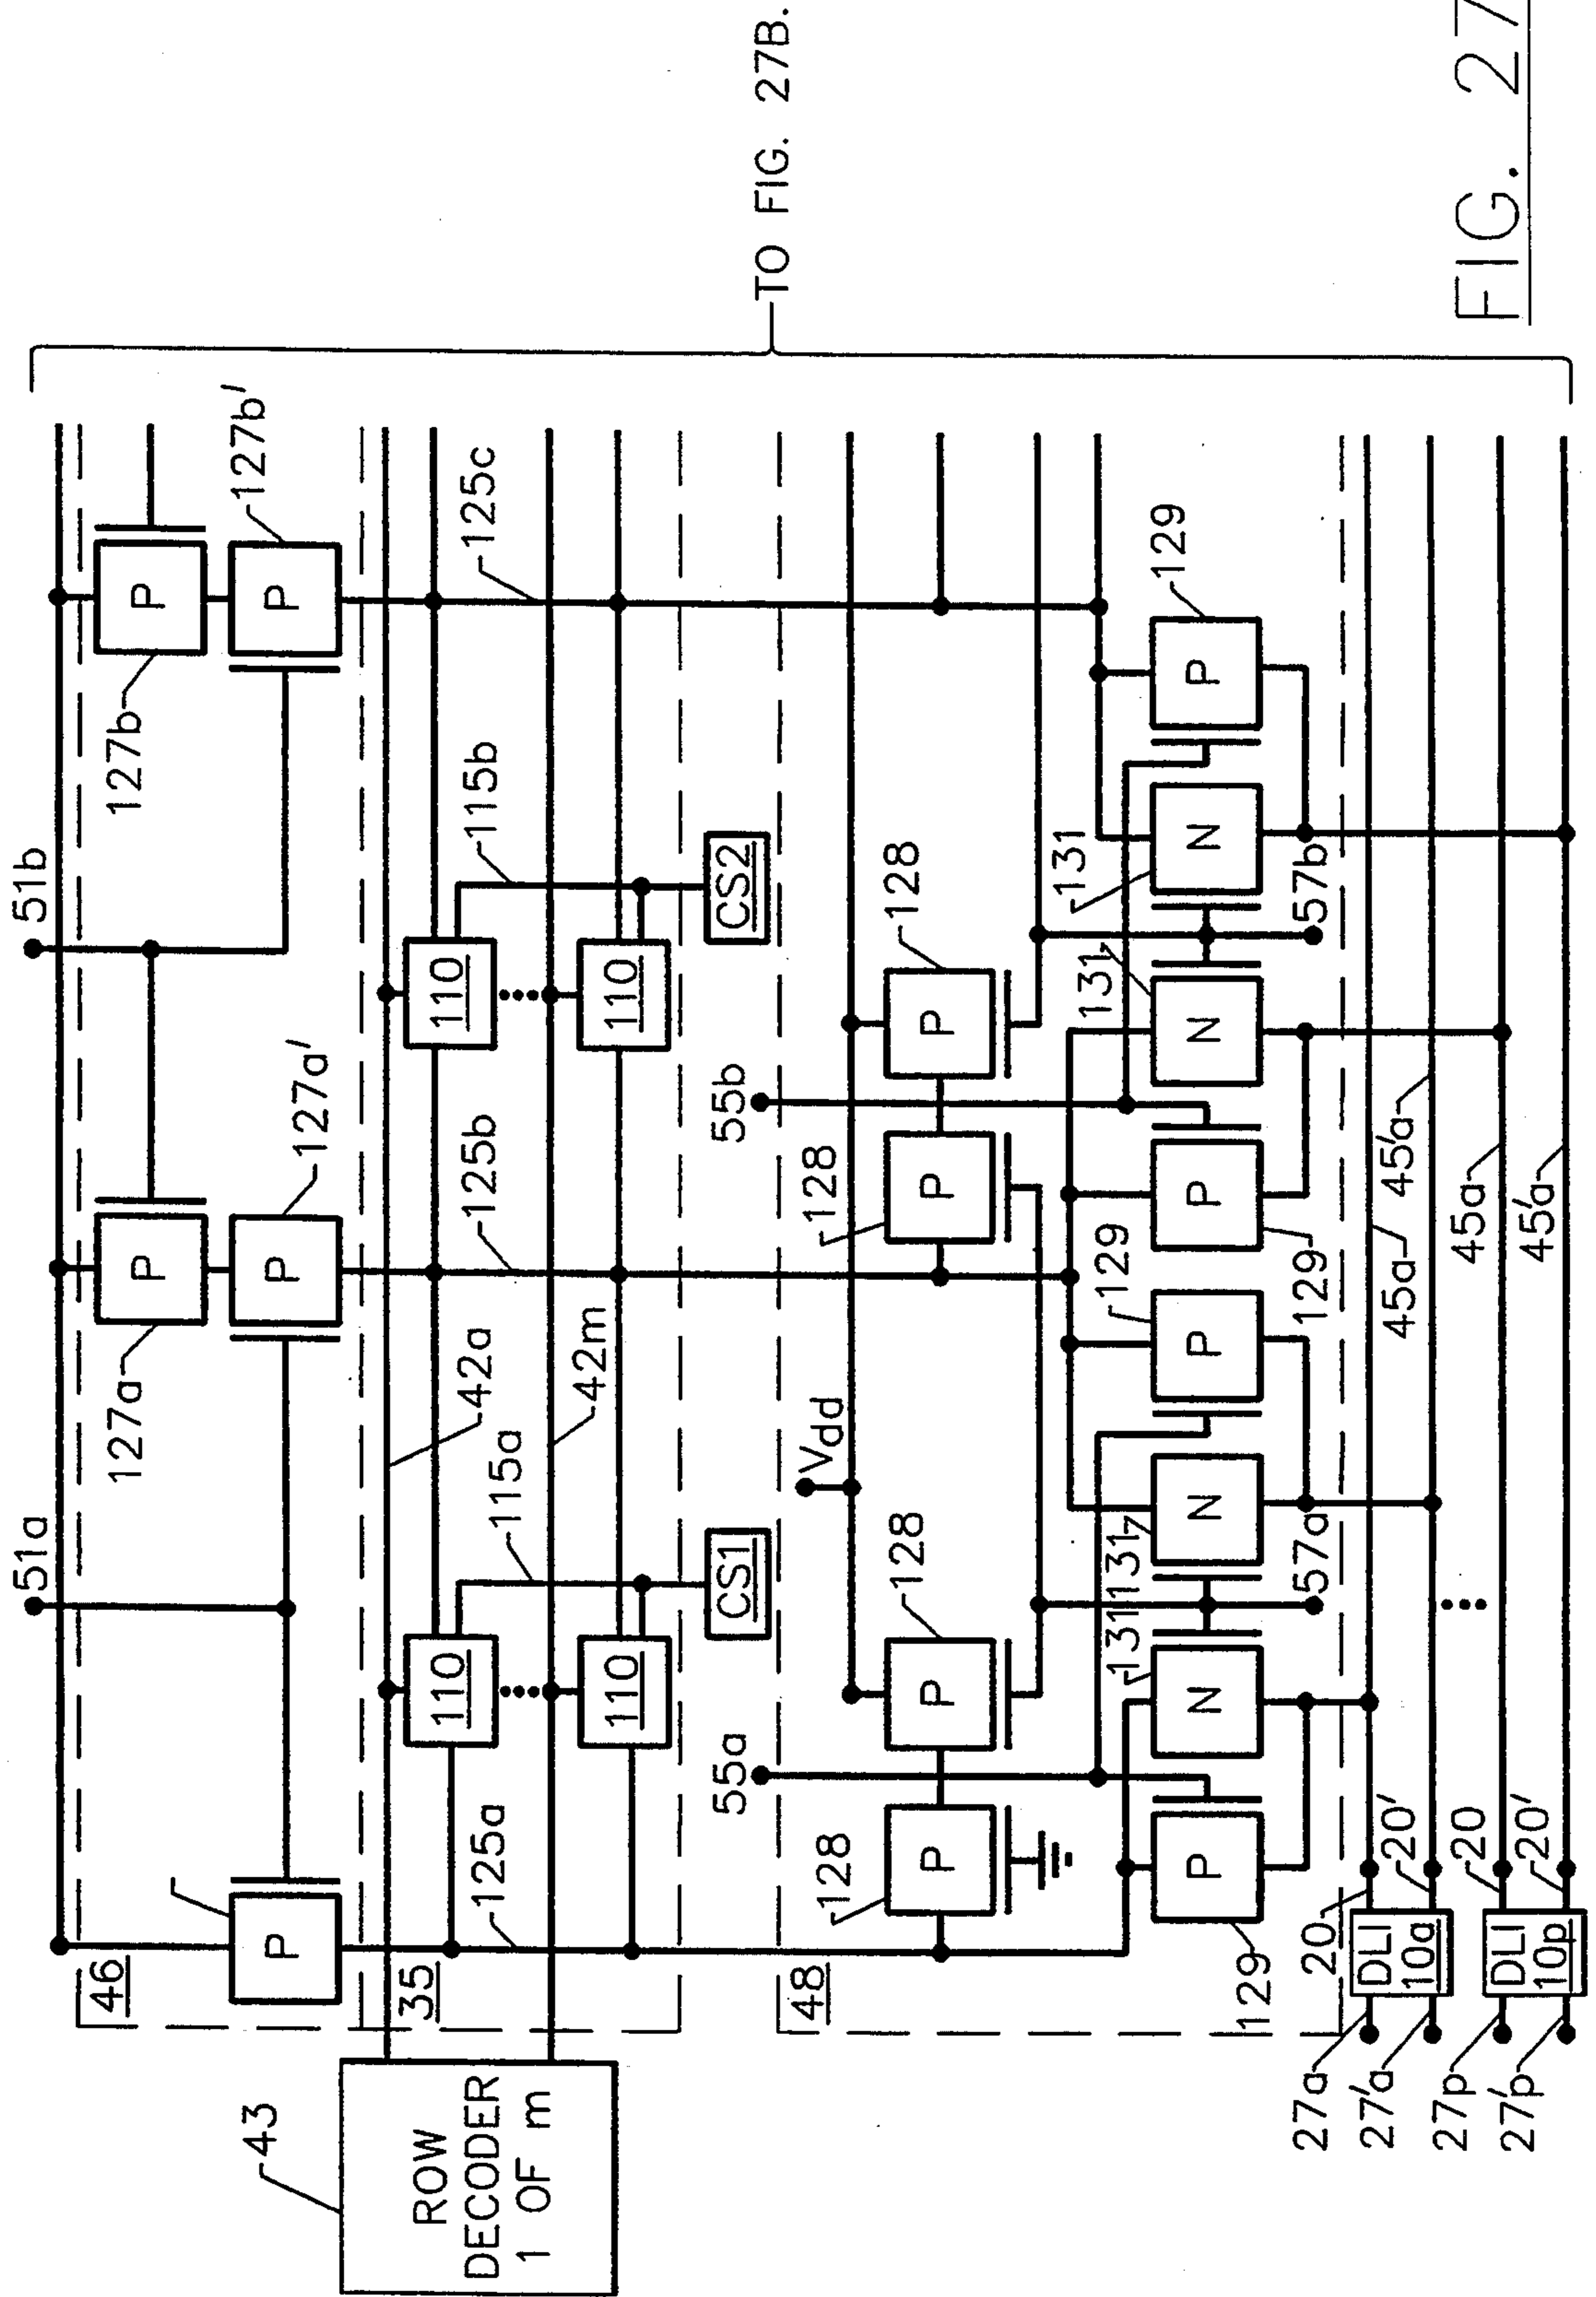 51a
51b
46
127a
127a'
127b
127b'
43
ROW
DECODER
1 OF m
35
42a
42m
110
110
110
110
115a
115b
125a
125b
125c
CS1
CS2
48
55a
55b
Vdd
128
128
128
128
P
P
P
P
P
P
P
P
P
P
P
P
P
N
N
N
N
129
129
129
129
131
131
131
131
57a
57b
27a
27'a
27p
27'p
DLI
10a
DLI
10p
20
20'
20
20'
45a
45'a
45a
45'a
TO FIG. 27B.
FIG. 27